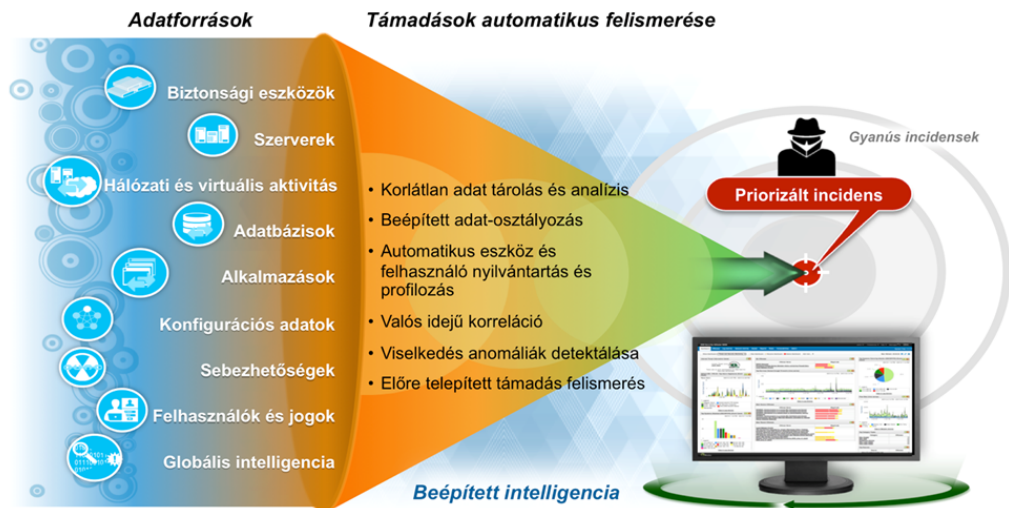 Adatforrások
Támadások automatikus felismerése
Biztonsági eszközök
Szerverek
Hálózati és virtuális aktivitás
Adatbázisok
Alkalmazások
Konfigurációs adatok
Sebezhetőségek
Felhasználók és jogok
Globális intelligencia
• Korlátlan adat tárolás és analízis
• Beépített adat-osztályozás
• Automatikus eszköz és
felhasználó nyilvántartás és
profilozás
• Valós idejű korreláció
• Viselkedés anomáliák detektálása
• Előre telepített támadás felismerés
Beépített intelligencia
Gyanús incidensek
Priorizált incidens